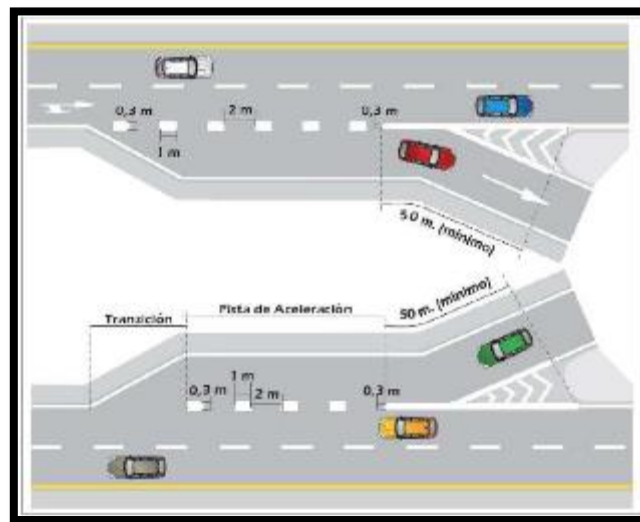 0,3 m
2 m
0,3 m
1 m
50 m. (mínimo)
50 m. (mínimo)
Pista de Aceleración
Transición
1 m
0,3 m
2 m
0,3 m